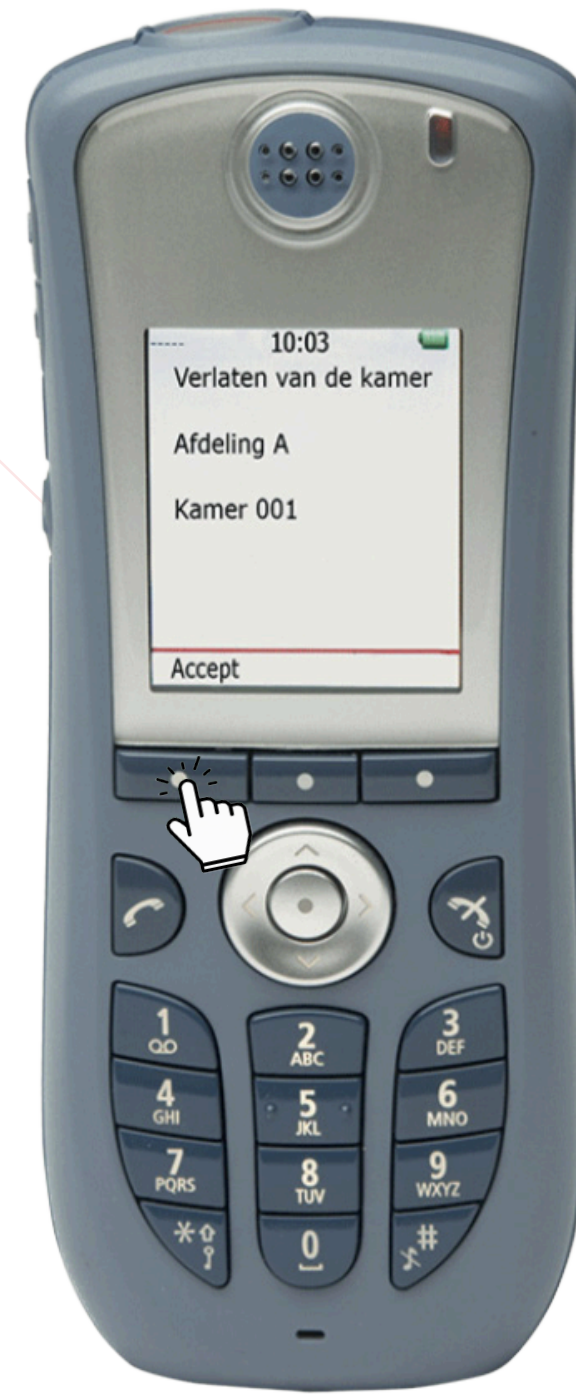 10:03
Verlaten van de kamer
Afdeling A
Kamer 001
Accept
1
2
ABC
3
DEF
4
GHI
5
JKL
6
MNO
7
PQRS
8
TUV
9
WXYZ
*
0
#